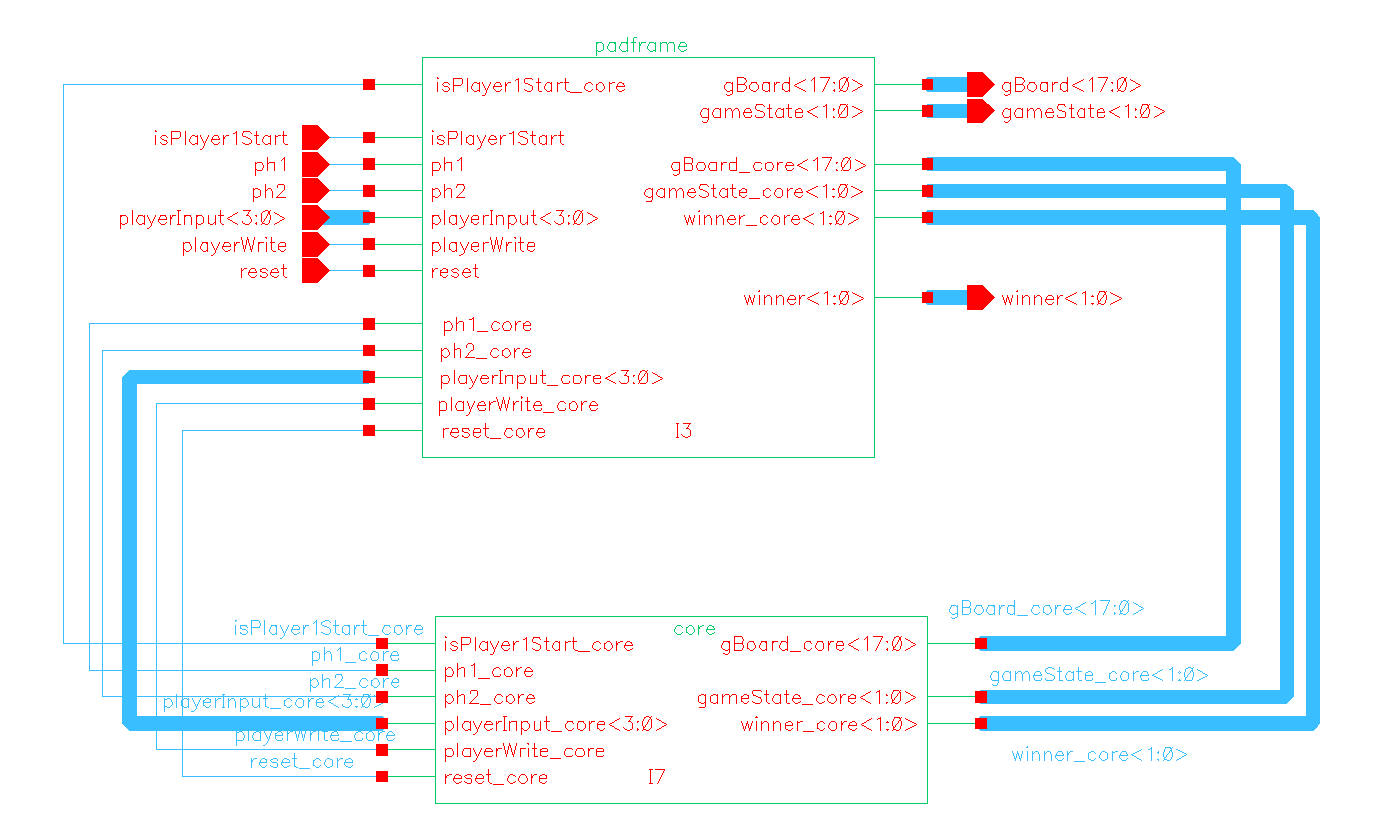 padframe
isPlayer1Start_core
gBoard<17:0>
gBoard<17:0>
gameState<1:0>
gameState<1:0>
isPlayer1Start
isPlayer1Start
ph1
ph1
gBoard_core<17:0>
ph2
ph2
gameState_core<1:0>
playerInput<3:0>
playerInput<3:0>
winner_core<1:0>
playerWrite
playerWrite
reset
reset
winner<1:0>
winner<1:0>
ph1_core
ph2_core
playerInput_core<3:0>
playerWrite_core
reset_core
I3
gBoard_core<17:0>
isPlayer1Start_core
core
isPlayer1Start_core
gBoard_core<17:0>
ph1_core
ph1_core
gameState_core<1:0>
ph2_core
ph2_core
gameState_core<1:0>
playerInput_core<3:0>
playerInput_core<3:0>
winner_core<1:0>
playerWrite_core
playerWrite_core
winner_core<1:0>
reset_core
reset_core
I7